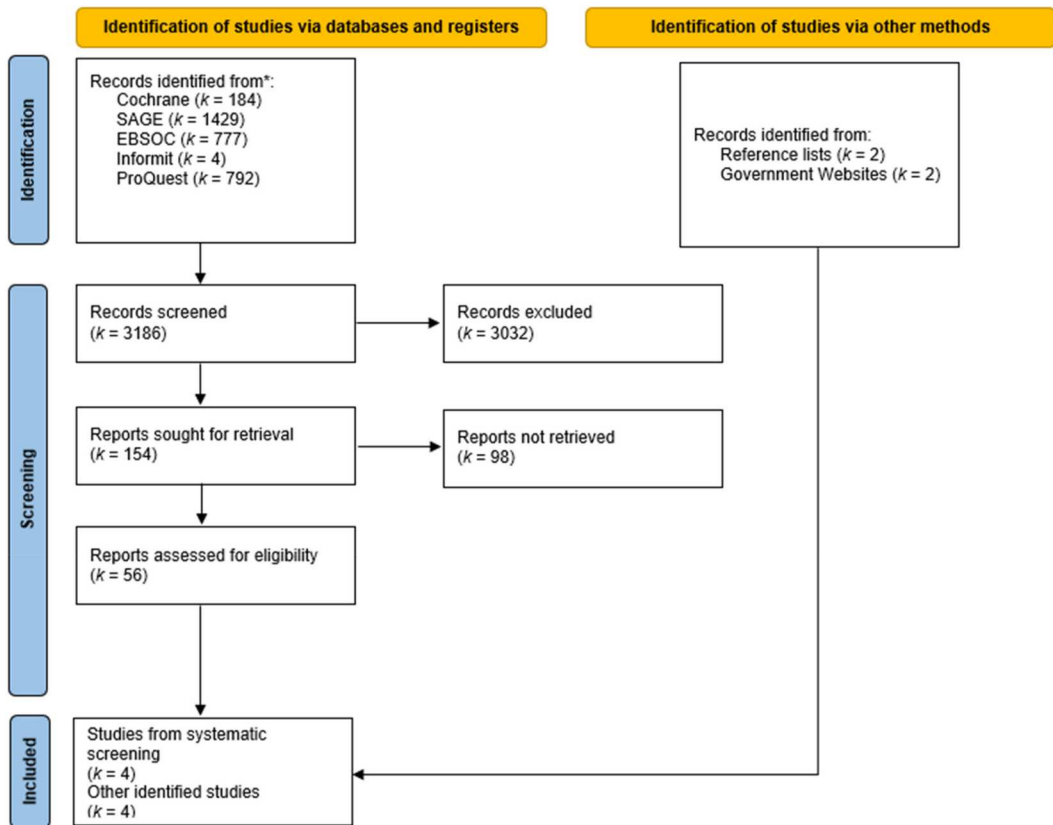 Identification of studies via databases and registers
Identification of studies via other methods
Identification
Records identified from*:
Cochrane (k = 184)
SAGE (k = 1429)
EBSOC (k = 777)
Informit (k = 4)
ProQuest (k = 792)
Records identified from:
Reference lists (k = 2)
Government Websites (k = 2)
Screening
Records screened
(k = 3186)
Records excluded
(k = 3032)
Reports sought for retrieval
(k = 154)
Reports not retrieved
(k = 98)
Reports assessed for eligibility
(k = 56)
Included
Studies from systematic
screening
(k = 4)
Other identified studies
(k = 4)